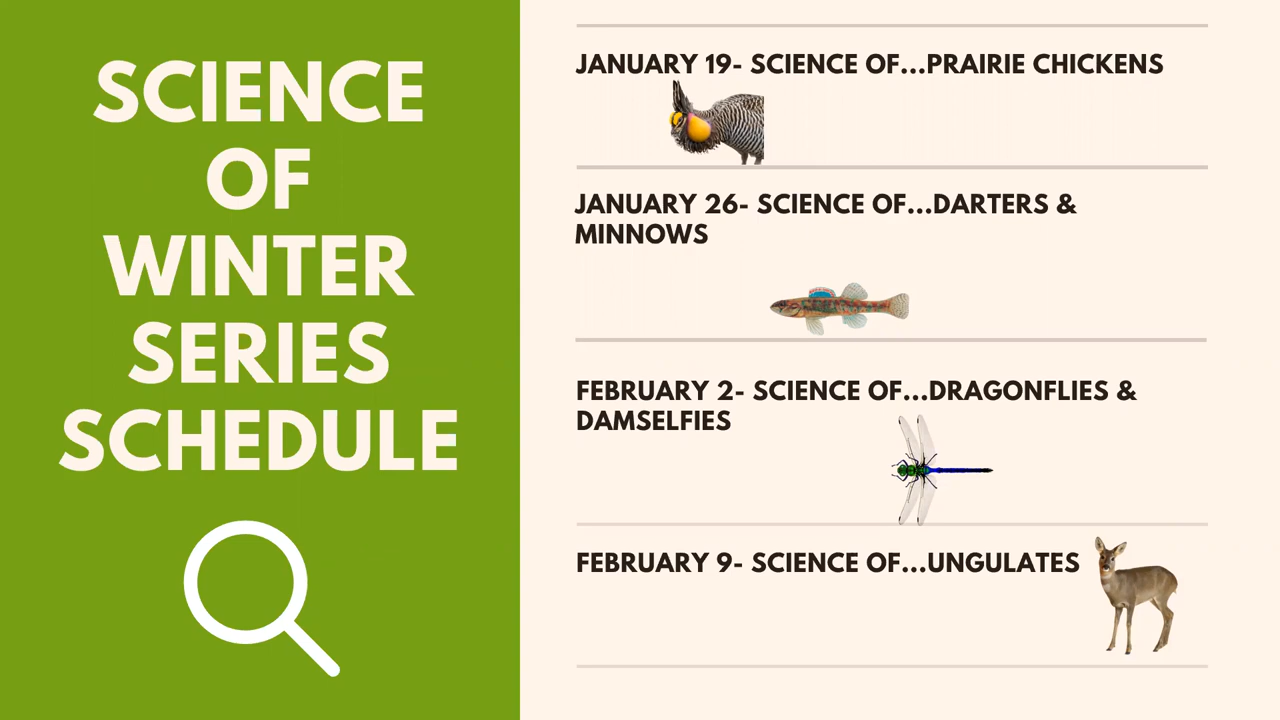 SCIENCE
OF
WINTER
SERIES
SCHEDULE
JANUARY 19- SCIENCE OF...PRAIRIE CHICKENS
JANUARY 26- SCIENCE OF...DARTERS &
MINNOWS
FEBRUARY 2- SCIENCE OF...DRAGONFLIES &
DAMSELFIES
FEBRUARY 9- SCIENCE OF...UNGULATES